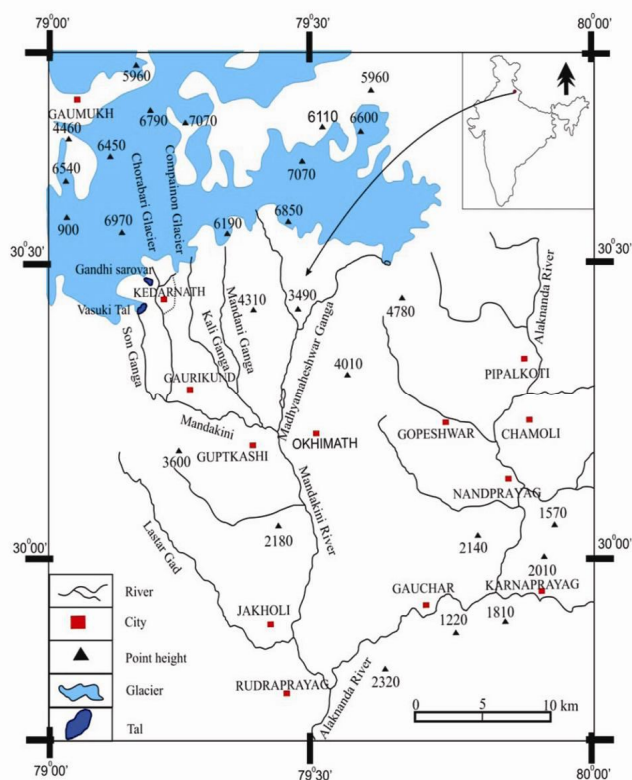 79°00'
79°.30'
80°00'
5960
5960
GAUMUKH
6790
7070
6110
6600
4460
6450
Chorabari Glacier
Compainon Glacier
7070
6540
900
6970
6190
6850
30°.30'
30°.30'
Gandhi sarovar
KEDARNATH
Vasuki Tal
4310
3490
4780
Alaknanda River
Son Ganga
Kali Ganga
Mandani Ganga
Madhyamaheshwar Ganga
4010
PIPALKOTI
GAURIKUND
Mandakini
GUPTKASHI
OKHIMATH
GOPESHWAR
CHAMOLI
3600
Mandakini River
NANDPRAYAG
Lastar Gad
2180
2140
1570
30°00'
30°00'
2010
River
GAUCHAR
KARNAPRAYAG
City
JAKHOLI
1220
1810
Point height
Alaknanda River
2320
Glacier
RUDRAPRAYAG
Tal
0 5 10 km
79°00'
79°.30'
80°00'